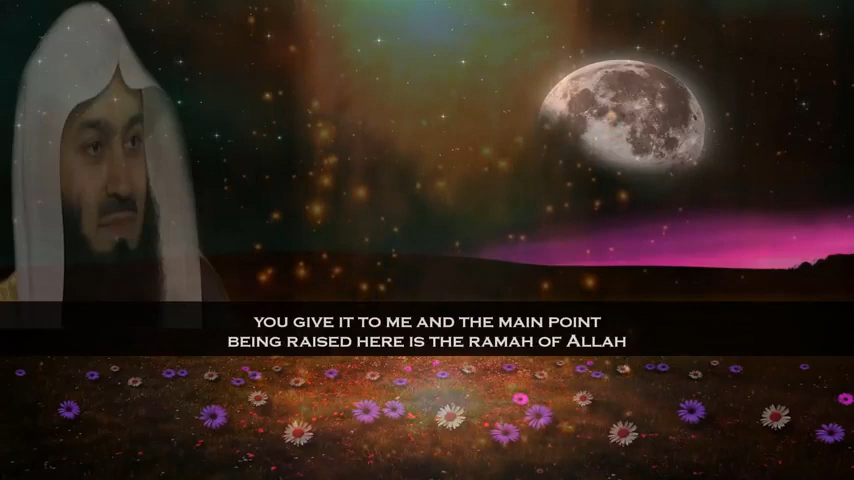 YOU GIVE IT TO ME AND THE MAIN POINT
BEING RAISED HERE IS THE RAMAH OF ALLAH